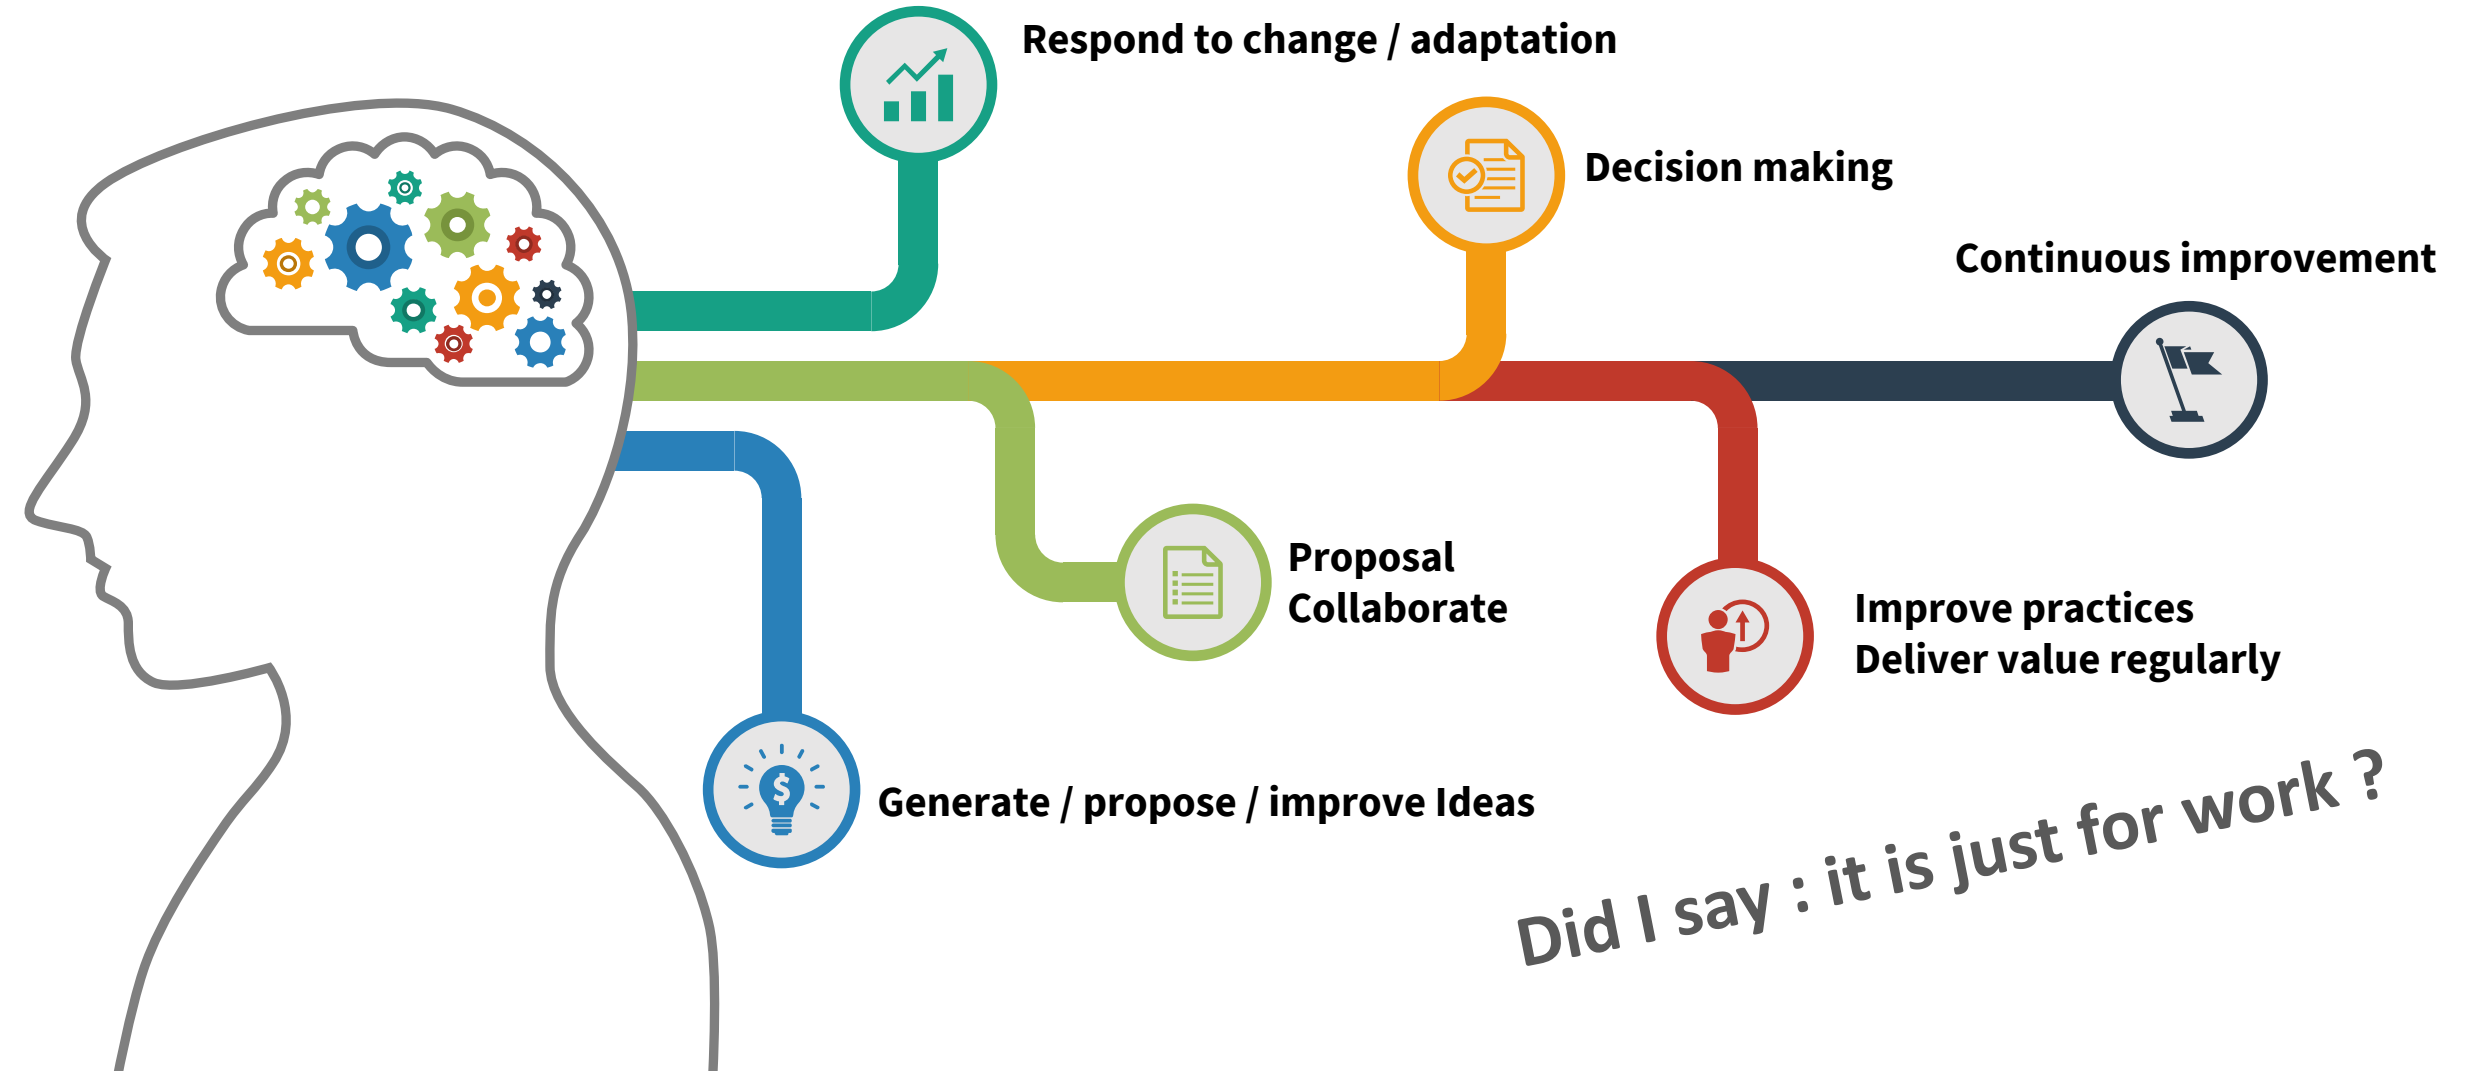 Respond to change / adaptation
Decision making
Continuous improvement
Proposal
Collaborate
Improve practices
Deliver value regularly
Generate / propose / improve Ideas
Did I say : it is just for work ?
$